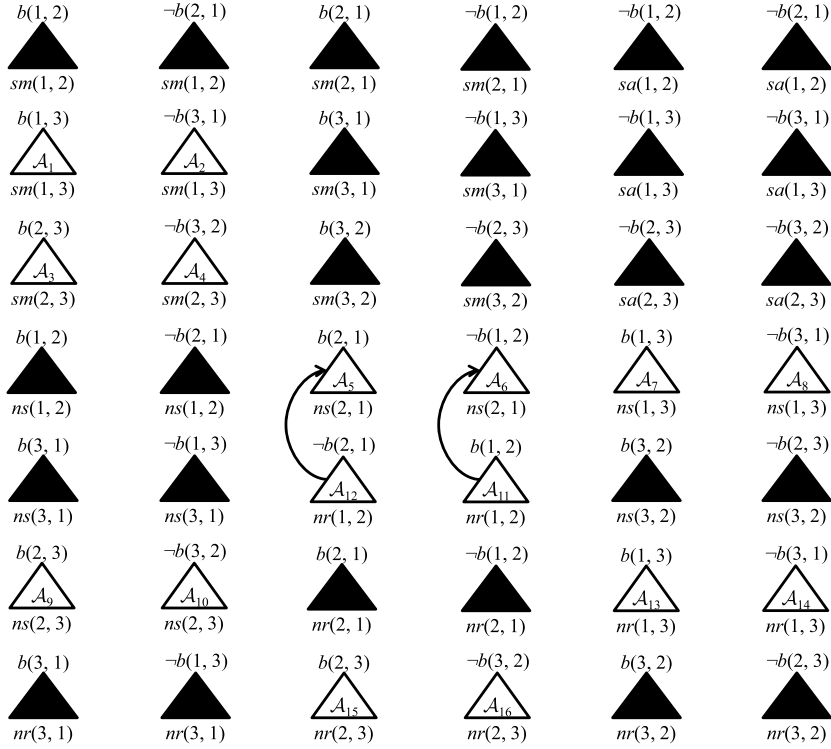 b(1, 2) ¬b(2, 1) b(2, 1) ¬b(1, 2) ¬b(1, 2) ¬b(2, 1)
sm(1, 2) sm(1, 2) sm(2, 1) sm(2, 1) sa(1, 2) sa(1, 2)
b(1, 3) ¬b(3, 1) b(3, 1) ¬b(1, 3) ¬b(1, 3) ¬b(3, 1)
𝒜₁ 𝒜₂
sm(1, 3) sm(1, 3) sm(3, 1) sm(3, 1) sa(1, 3) sa(1, 3)
b(2, 3) ¬b(3, 2) b(3, 2) ¬b(2, 3) ¬b(2, 3) ¬b(3, 2)
𝒜₃ 𝒜₄
sm(2, 3) sm(2, 3) sm(3, 2) sm(3, 2) sa(2, 3) sa(2, 3)
b(1, 2) ¬b(2, 1) b(2, 1) ¬b(1, 2) b(1, 3) ¬b(3, 1)
𝒜₅ 𝒜₆ 𝒜₇ 𝒜₈
ns(1, 2) ns(1, 2) ns(2, 1) ns(2, 1) ns(1, 3) ns(1, 3)
b(3, 1) ¬b(1, 3) ¬b(2, 1) b(1, 2) b(3, 2) ¬b(2, 3)
𝒜₁₂ 𝒜₁₁
ns(3, 1) ns(3, 1) nr(1, 2) nr(1, 2) ns(3, 2) ns(3, 2)
b(2, 3) ¬b(3, 2) b(2, 1) ¬b(1, 2) b(1, 3) ¬b(3, 1)
𝒜₉ 𝒜₁₀ 𝒜₁₃ 𝒜₁₄
ns(2, 3) ns(2, 3) nr(2, 1) nr(2, 1) nr(1, 3) nr(1, 3)
b(3, 1) ¬b(1, 3) b(2, 3) ¬b(3, 2) b(3, 2) ¬b(2, 3)
𝒜₁₅ 𝒜₁₆
nr(3, 1) nr(3, 1) nr(2, 3) nr(2, 3) nr(3, 2) nr(3, 2)